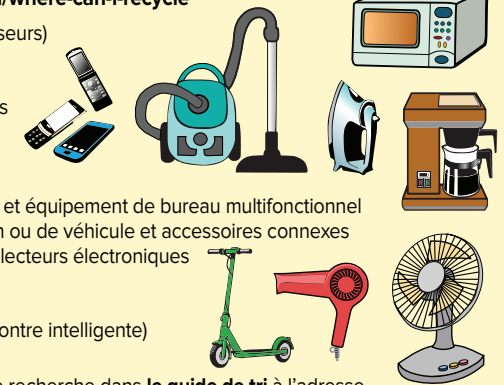 /where-can-i-recycle
seurs)
s
et équipement de bureau multifonctionnel
n ou de véhicule et accessoires connexes
lecteurs électroniques
ontre intelligente)
recherche dans le guide de tri à l'adresse